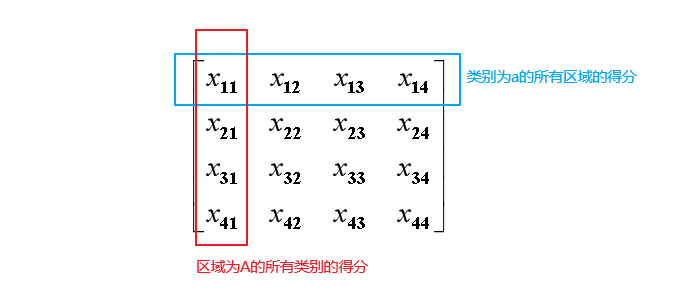 x11 x12 x13 x14 类别为a的所有区域的得分
x21 x22 x23 x24
x31 x32 x33 x34
x41 x42 x43 x44
区域为A的所有类别的得分